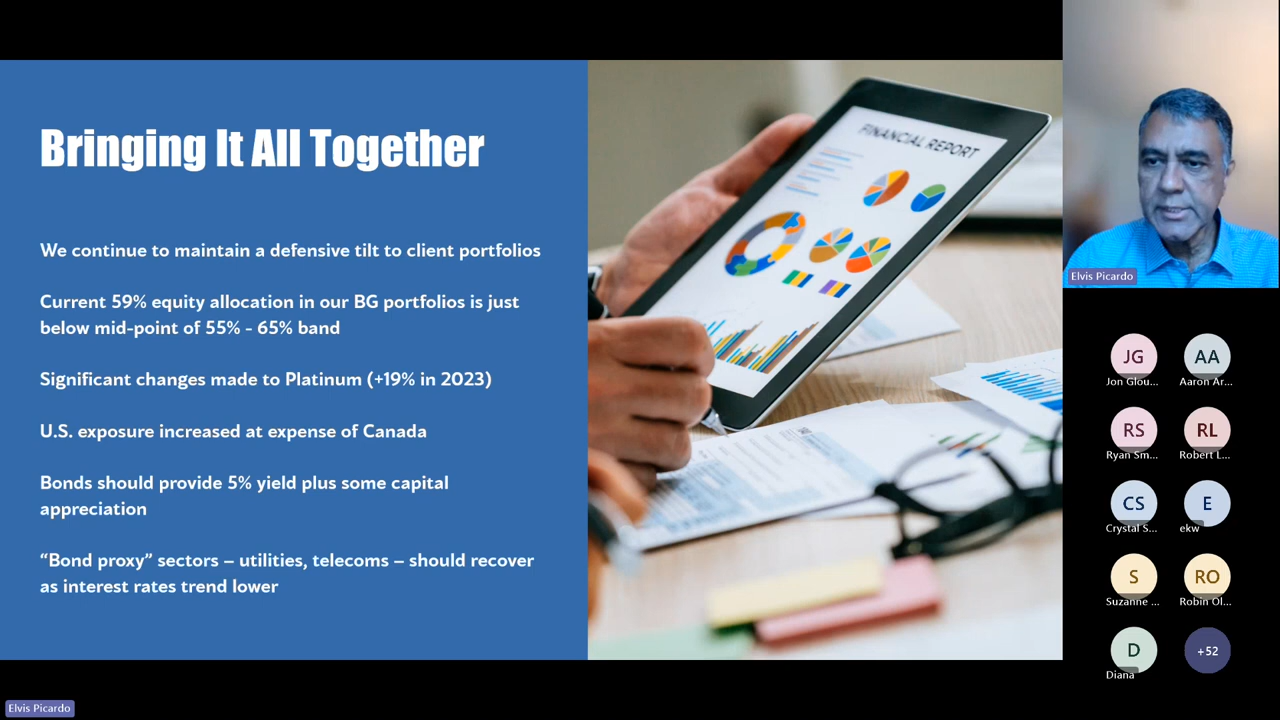 Bringing It All Together
We continue to maintain a defensive tilt to client portfolios
Current 59% equity allocation in our BG portfolios is just
below mid-point of 55% - 65% band
Significant changes made to Platinum (+19% in 2023)
U.S. exposure increased at expense of Canada
Bonds should provide 5% yield plus some capital
appreciation
“Bond proxy” sectors – utilities, telecoms – should recover
as interest rates trend lower
FINANCIAL REPORT
Elvis Picardo
JG
AA
Jon Glou...
Aaron Ar...
RS
RL
Ryan Sm...
Robert L...
CS
E
Crystal S...
ekw
S
RO
Suzanne ...
Robin Ol...
D
+52
Diana
Elvis Picardo